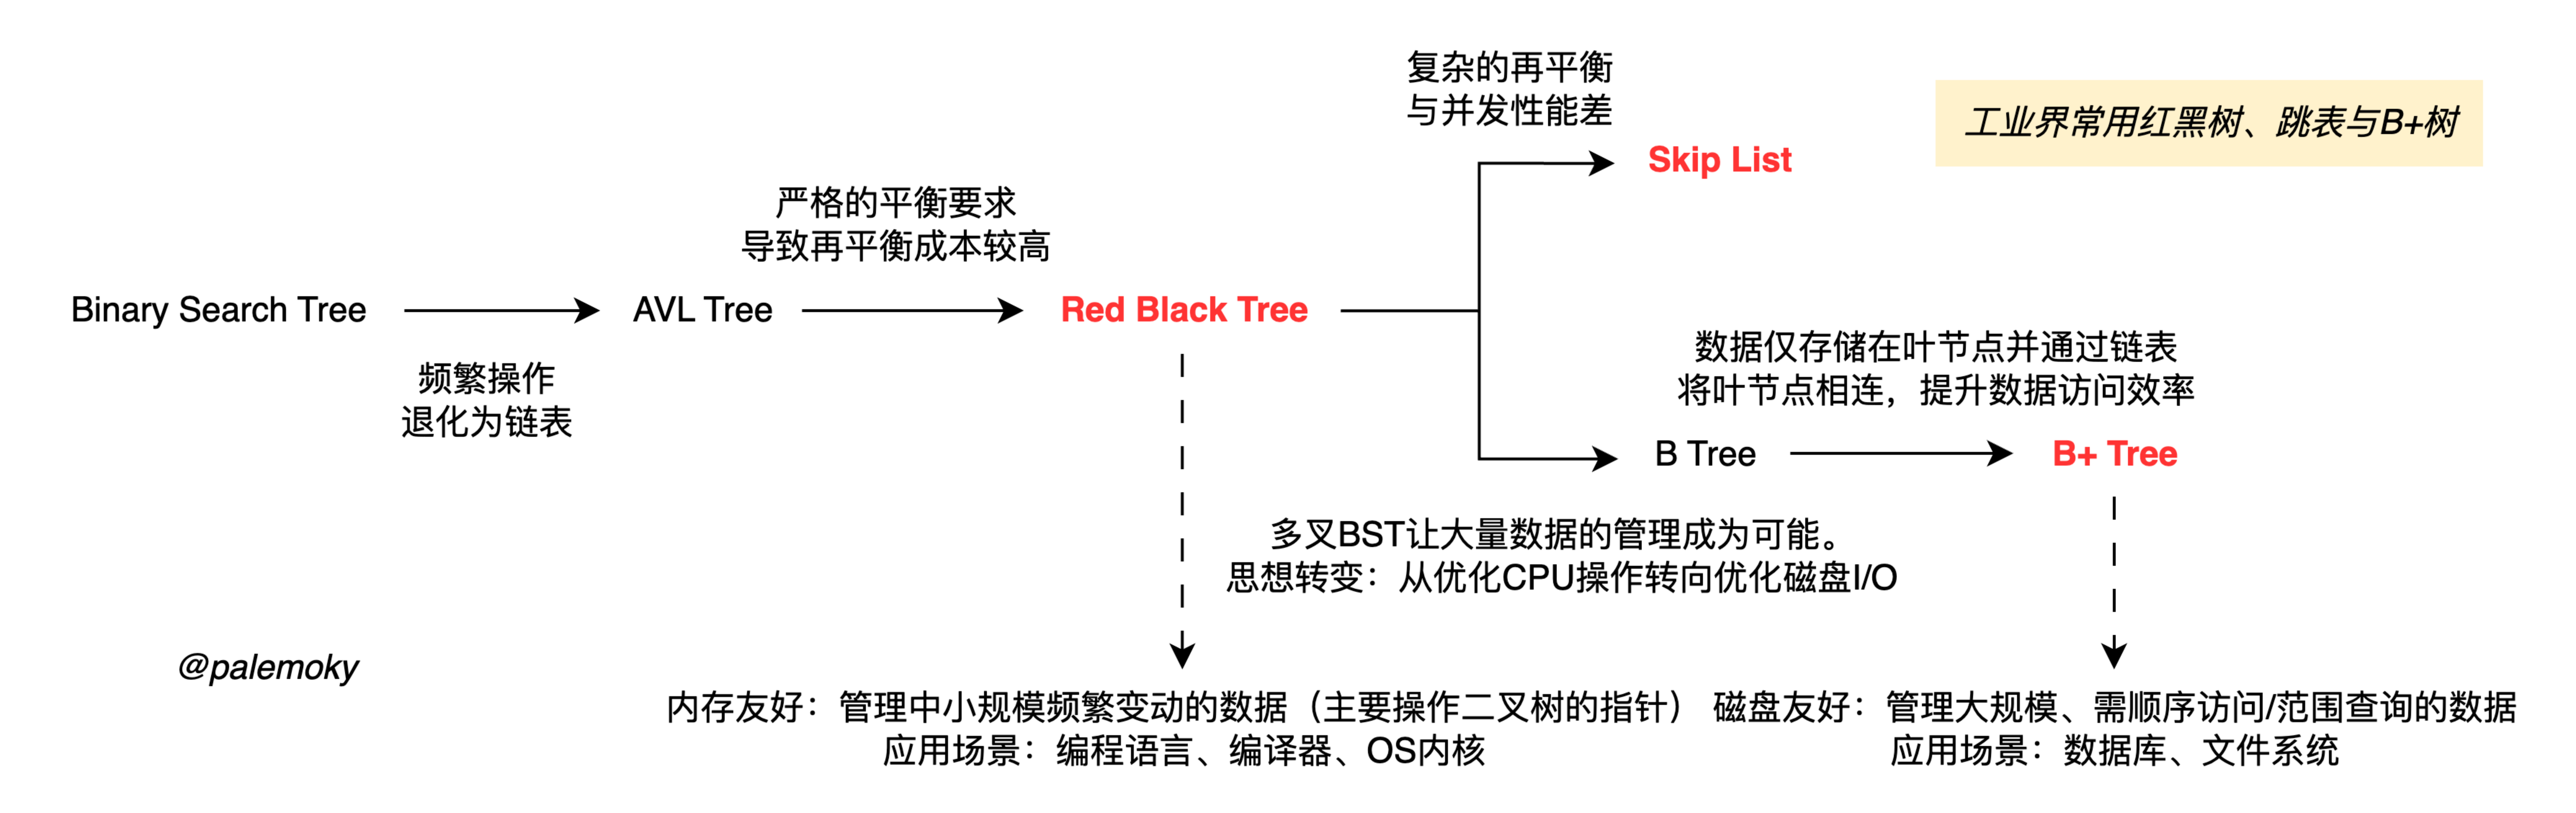 复杂的再平衡
与并发性能差
工业界常用红黑树、跳表与B+树
Skip List
严格的平衡要求
导致再平衡成本较高
Binary Search Tree
AVL Tree
Red Black Tree
频繁操作
退化为链表
数据仅存储在叶节点并通过链表
将叶节点相连，提升数据访问效率
B Tree
B+ Tree
多叉BST让大量数据的管理成为可能。
思想转变：从优化CPU操作转向优化磁盘I/O
@palemoky
内存友好：管理中小规模频繁变动的数据（主要操作二叉树的指针）
应用场景：编程语言、编译器、OS内核
磁盘友好：管理大规模、需顺序访问/范围查询的数据
应用场景：数据库、文件系统